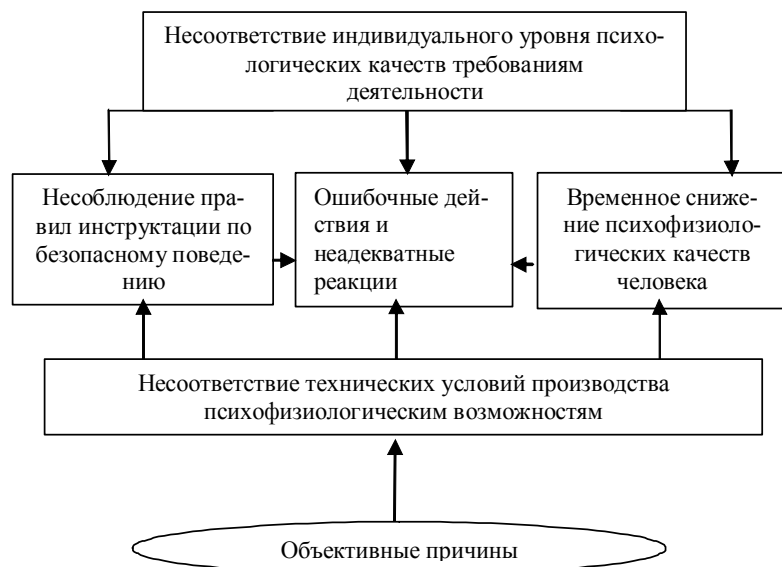 Несоответствие индивидуального уровня психо-
логических качеств требованиям
деятельности
Несоблюдение пра-
вил инструктации по
безопасному поведе-
нию
Ошибочные дей-
ствия и
неадекватные
реакции
Временное сниже-
ние психофизиоло-
гических качеств
человека
Несоответствие технических условий производства
психофизиологическим возможностям
Объективные причины